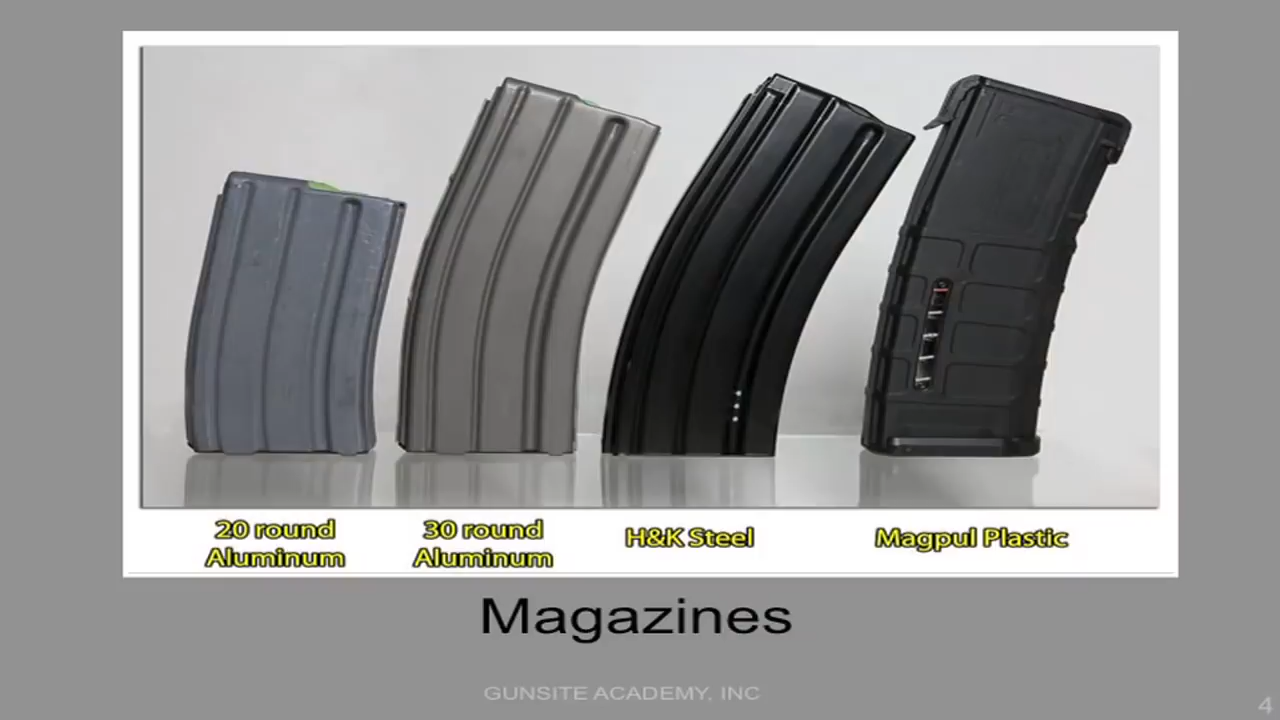 20 round
Aluminum
30 round
Aluminum
H&K Steel
Magpul Plastic
Magazines
GUNSITE ACADEMY, INC
4